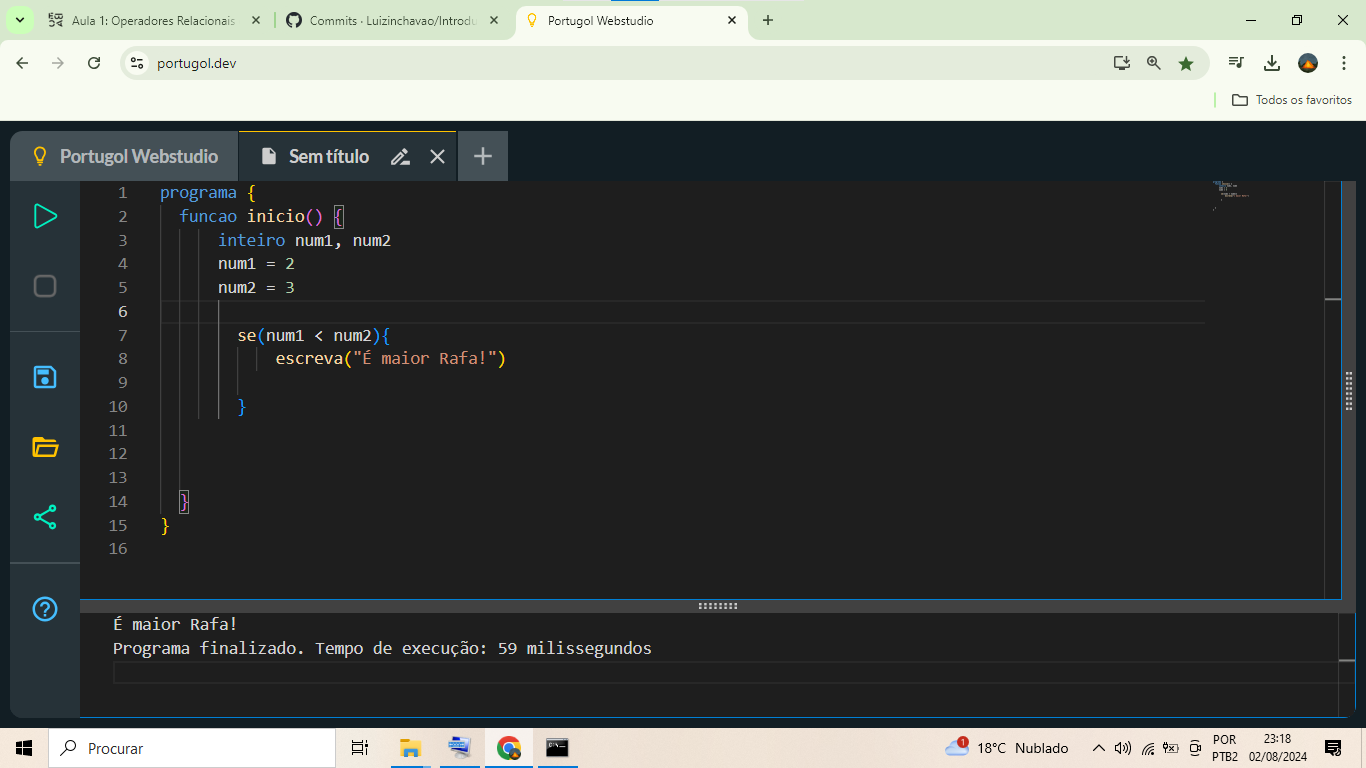 Aula 1: Operadores Relacionais
Commits · Luizinchavao/Introdu
Portugol Webstudio
portugol.dev
Todos os favoritos
Portugol Webstudio
Sem título
1 programa {
2 funcao inicio() {
3 inteiro num1, num2
4 num1 = 2
5 num2 = 3
6
7 se(num1 < num2){
8 escreva("É maior Rafa!")
9
10 }
11
12
13
14 }
15 }
16
É maior Rafa!
Programa finalizado. Tempo de execução: 59 milissegundos
Procurar
1
18°C Nublado
POR
PTB2
23:18
02/08/2024